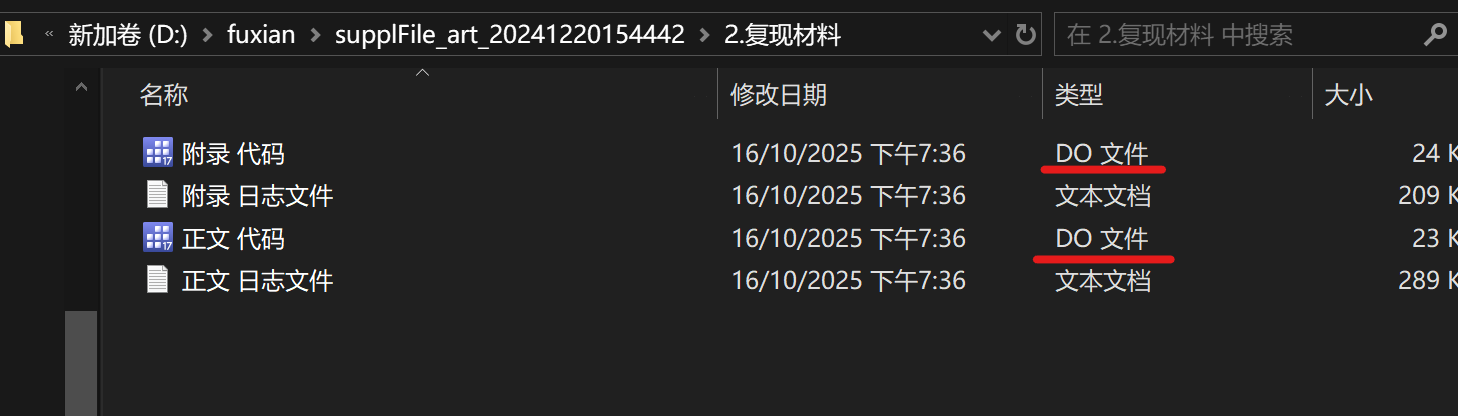 « 新加卷 (D:) › fuxian › supplFile_art_20241220154442 › 2.复现材料 在 2.复现材料 中搜索
名称 修改日期 类型 大小
附录 代码 16/10/2025 下午7:36 DO 文件 24 K
附录 日志文件 16/10/2025 下午7:36 文本文档 209 K
正文 代码 16/10/2025 下午7:36 DO 文件 23 K
正文 日志文件 16/10/2025 下午7:36 文本文档 289 K